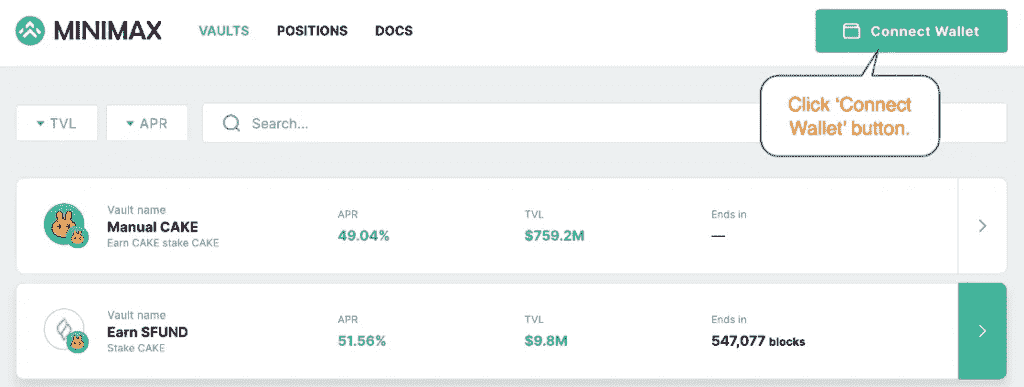 MINIMAX VAULTS POSITIONS DOCS Connect Wallet
Click ‘Connect
Wallet’ button.
TVL APR Search...
Vault name APR TVL Ends in
Manual CAKE
Earn CAKE stake CAKE
49.04% $759.2M —
Vault name APR TVL Ends in
Earn SFUND
Stake CAKE
51.56% $9.8M 547,077 blocks